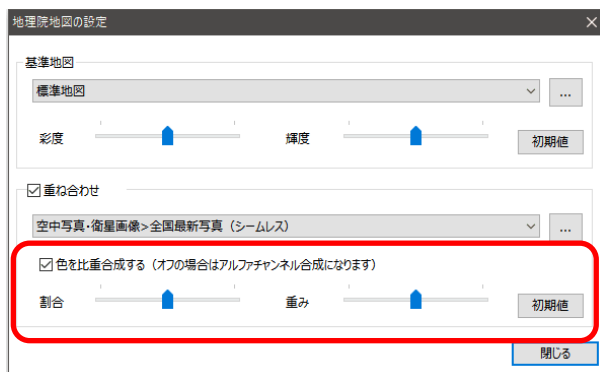 地理院地図の設定
基準地図
標準地図
...
彩度 輝度 初期値
重ね合わせ
空中写真・衛星画像>全国最新写真（シームレス）
...
色を比重合成する（オフの場合はアルファチャンネル合成になります）
割合 重み 初期値
閉じる